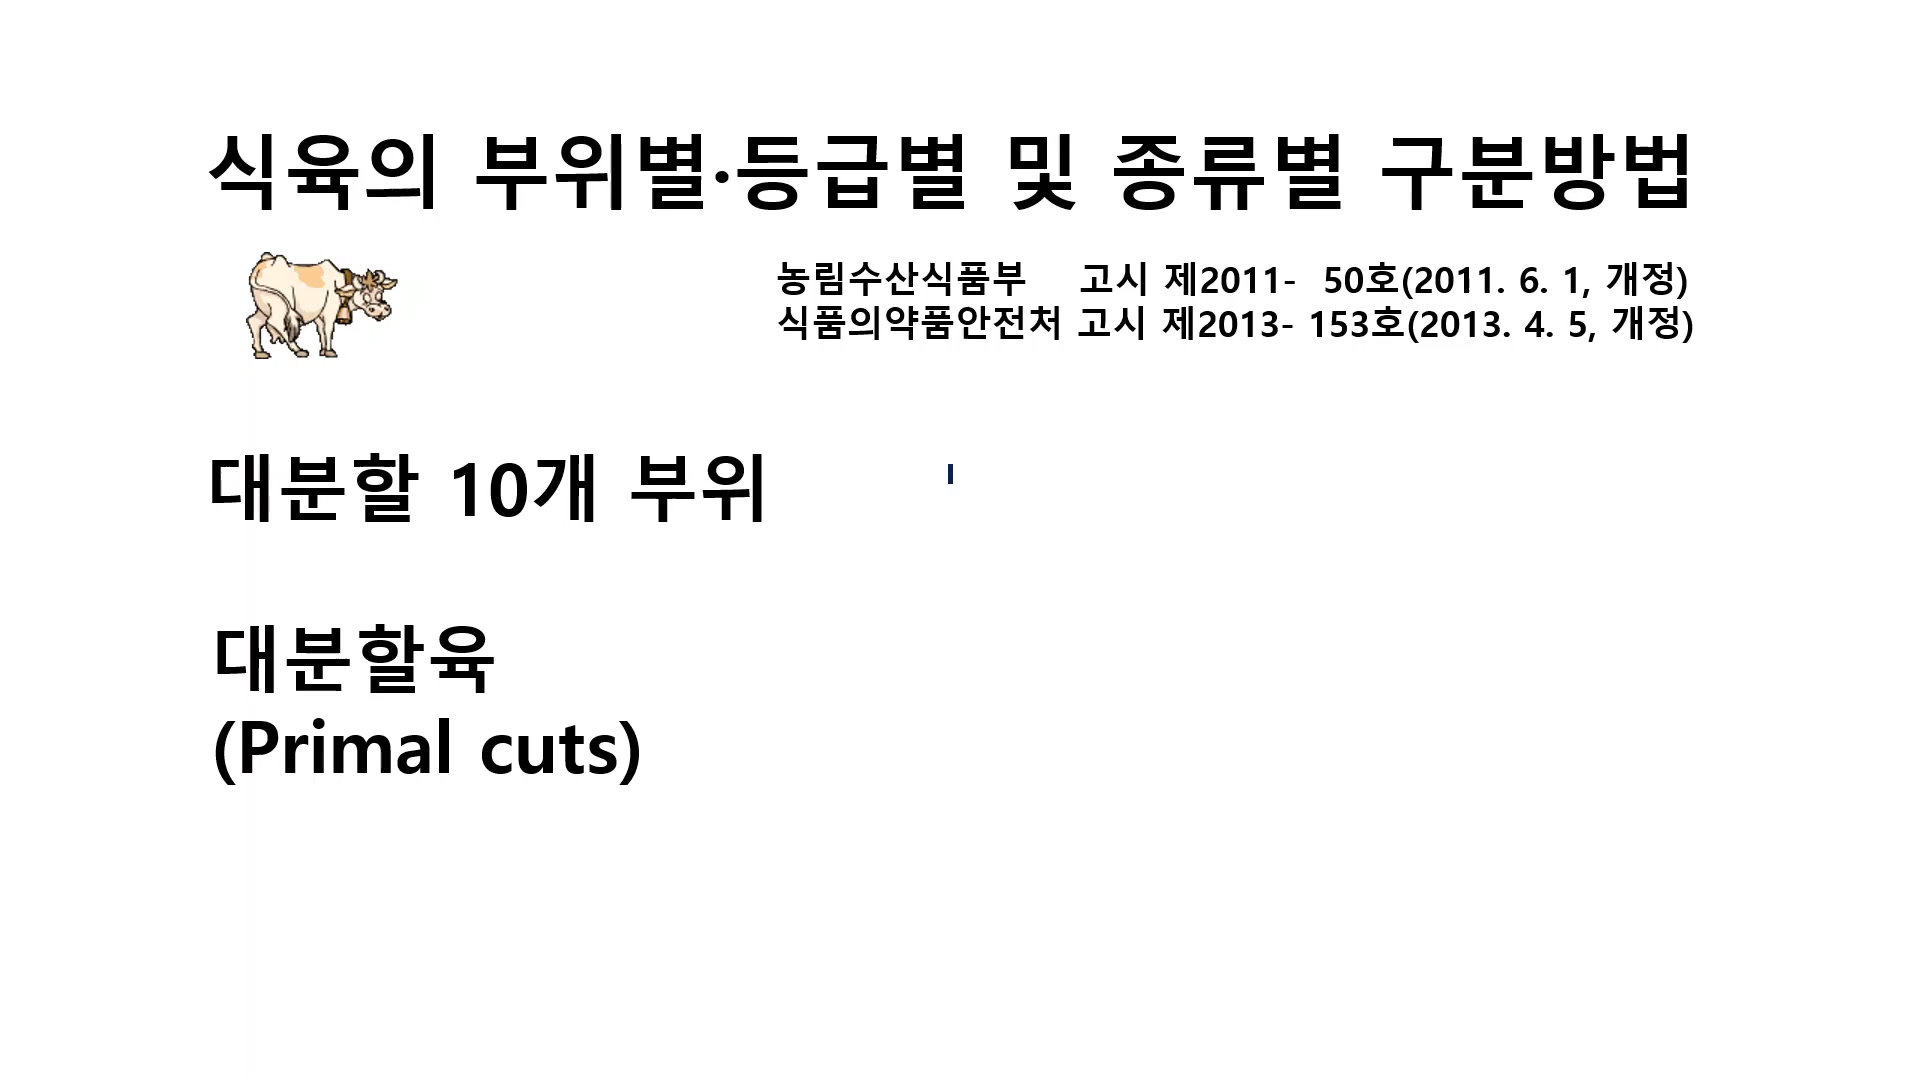 식육의 부위별·등급별 및 종류별 구분방법
농림수산식품부 고시 제2011- 50호(2011. 6. 1, 개정)
식품의약품안전처 고시 제2013- 153호(2013. 4. 5, 개정)
대분할 10개 부위
대분할육
(Primal cuts)